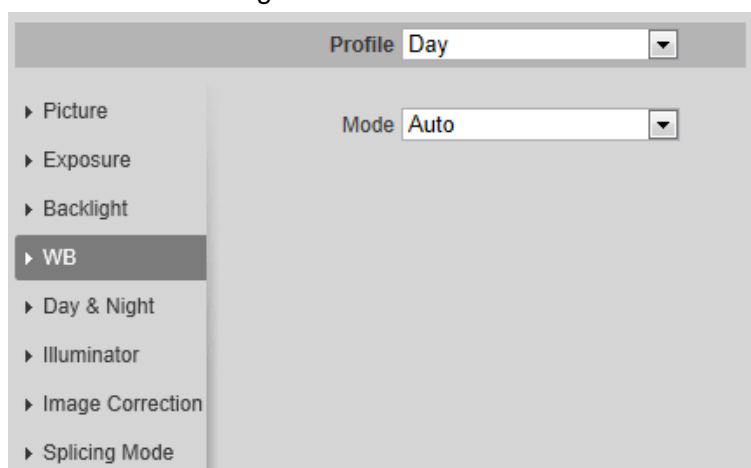 Profile Day
Picture
Mode Auto
Exposure
Backlight
WB
Day & Night
Illuminator
Image Correction
Splicing Mode